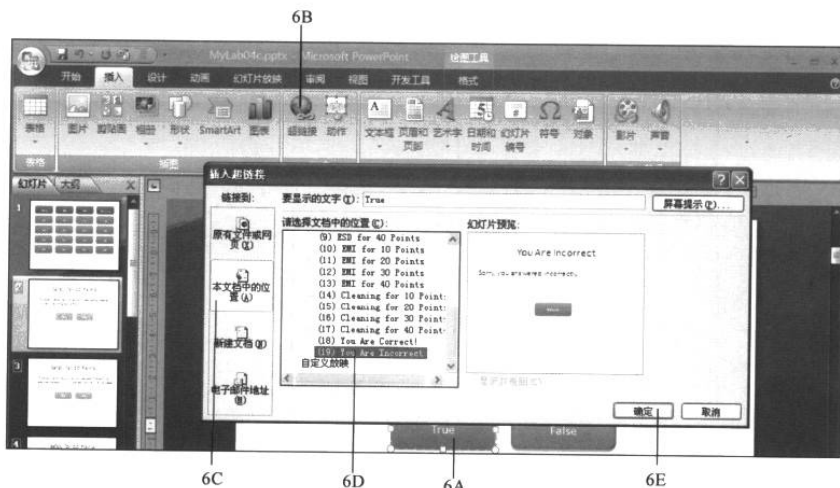 6B
MyLab04c.pptx - Microsoft PowerPoint 绘图工具
开始 插入 设计 动画 幻灯片放映 审阅 视图 开发工具 格式
表格 图片 剪贴画 相册 形状 SmartArt 图表 超链接 动作 文本框 页眉和页脚 艺术字 日期和时间 幻灯片编号 符号 对象 影片 声音
表格 插图
幻灯片 大纲
插入超链接
链接到:
要显示的文字(T): True
屏幕提示(P)...
原有文件或网页(X)
本文档中的位置(A)
新建文档(N)
电子邮件地址(M)
请选择文档中的位置(C):
(9) ESD for 40 Points
(10) EMI for 10 Points
(11) EMI for 20 Points
(12) EMI for 30 Points
(13) EMI for 40 Points
(14) Cleaning for 10 Point
(15) Cleaning for 20 Point
(16) Cleaning for 30 Point
(17) Cleaning for 40 Point
(18) You Are Correct!
(19) You Are Incorrect
自定义放映
幻灯片预览:
You Are Incorrect
Sorry, you answered incorrectly.
确定 取消
1
2
3
4
True False
6C 6D 6A 6E